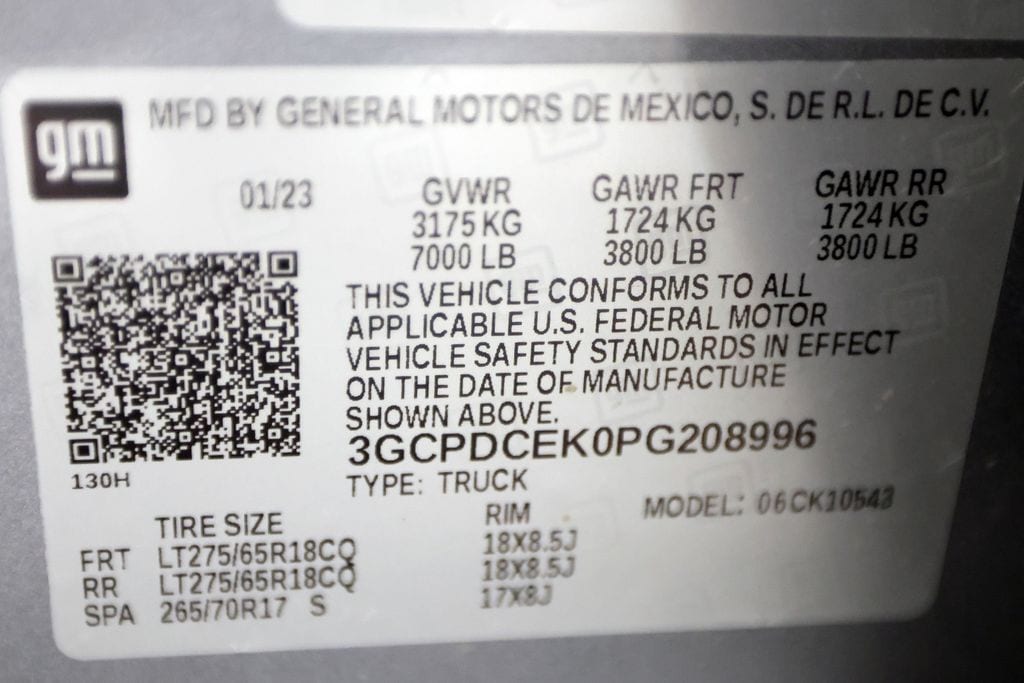 gm
MFD BY GENERAL MOTORS DE MEXICO, S. DE R.L. DE C.V.
01/23 GVWR GAWR FRT GAWR RR
3175 KG 1724 KG 1724 KG
7000 LB 3800 LB 3800 LB
THIS VEHICLE CONFORMS TO ALL
APPLICABLE U.S. FEDERAL MOTOR
VEHICLE SAFETY STANDARDS IN EFFECT
ON THE DATE OF MANUFACTURE
SHOWN ABOVE.
3GCPDCEK0PG208996
130H
TYPE: TRUCK MODEL: 06CK10543
TIRE SIZE RIM
FRT LT275/65R18CQ 18X8.5J
RR LT275/65R18CQ 18X8.5J
SPA 265/70R17 S 17X8J